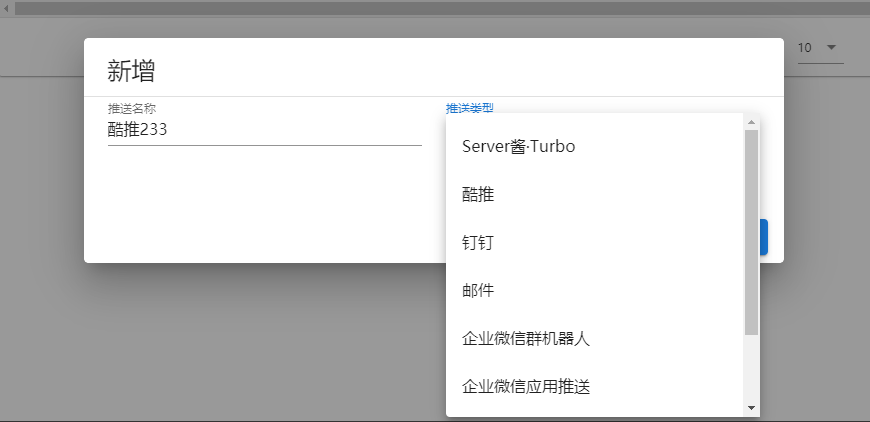 10
新增
推送名称
推送类型
酷推233
Server酱·Turbo
酷推
钉钉
邮件
企业微信群机器人
企业微信应用推送